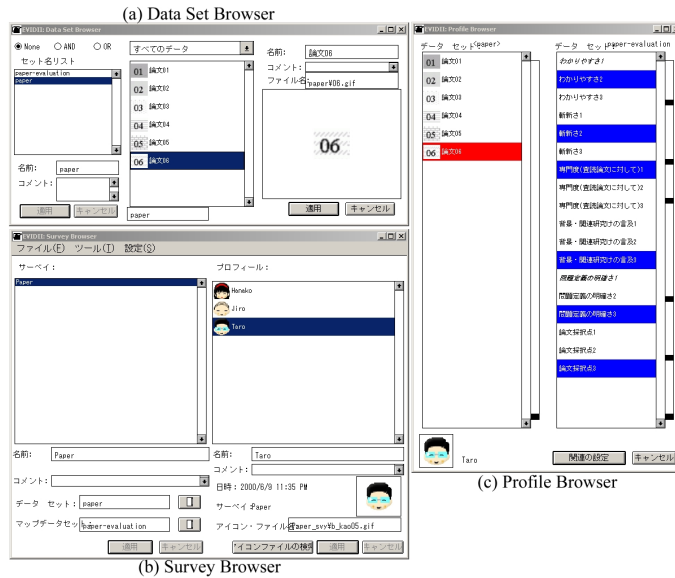 (a) Data Set Browser
EVIDII: Data Set Browser
None AND OR
セット名リスト
paper-evaluation
paper
名前: paper
コメント:
適用 キャンセル
すべてのデータ
01 論文01
02 論文02
03 論文03
04 論文04
05 論文05
06 論文06
paper
名前: 論文06
コメント:
ファイル名: paper¥06.gif
06
適用 キャンセル
EVIDII: Survey Browser
ファイル(F) ツール(T) 設定(S)
サーベイ:
Paper
名前: Paper
コメント:
データ セット: paper
マップデータセット paper-evaluation
適用 キャンセル
プロフィール:
Hanako
Jiro
Taro
名前: Taro
コメント:
日時: 2000/6/9 11:35 PM
サーベイ:Paper
アイコン・ファイル名 Paper_svy¥b_kao05.gif
アイコンファイルの検索 適用 キャンセル
(b) Survey Browser
EVIDII: Profile Browser
データ セット<paper>
01 論文01
02 論文02
03 論文03
04 論文04
05 論文05
06 論文06
データ セット paper-evaluation
わかりやすさ1
わかりやすさ2
わかりやすさ3
斬新さ1
斬新さ2
斬新さ3
専門度(査読論文に対して)1
専門度(査読論文に対して)2
専門度(査読論文に対して)3
背景・関連研究けの言及1
背景・関連研究けの言及2
背景・関連研究けの言及3
問題定義の明確さ1
問題定義の明確さ2
問題定義の明確さ3
論文採択点1
論文採択点2
論文採択点3
Taro
関連の設定 キャンセル
(c) Profile Browser